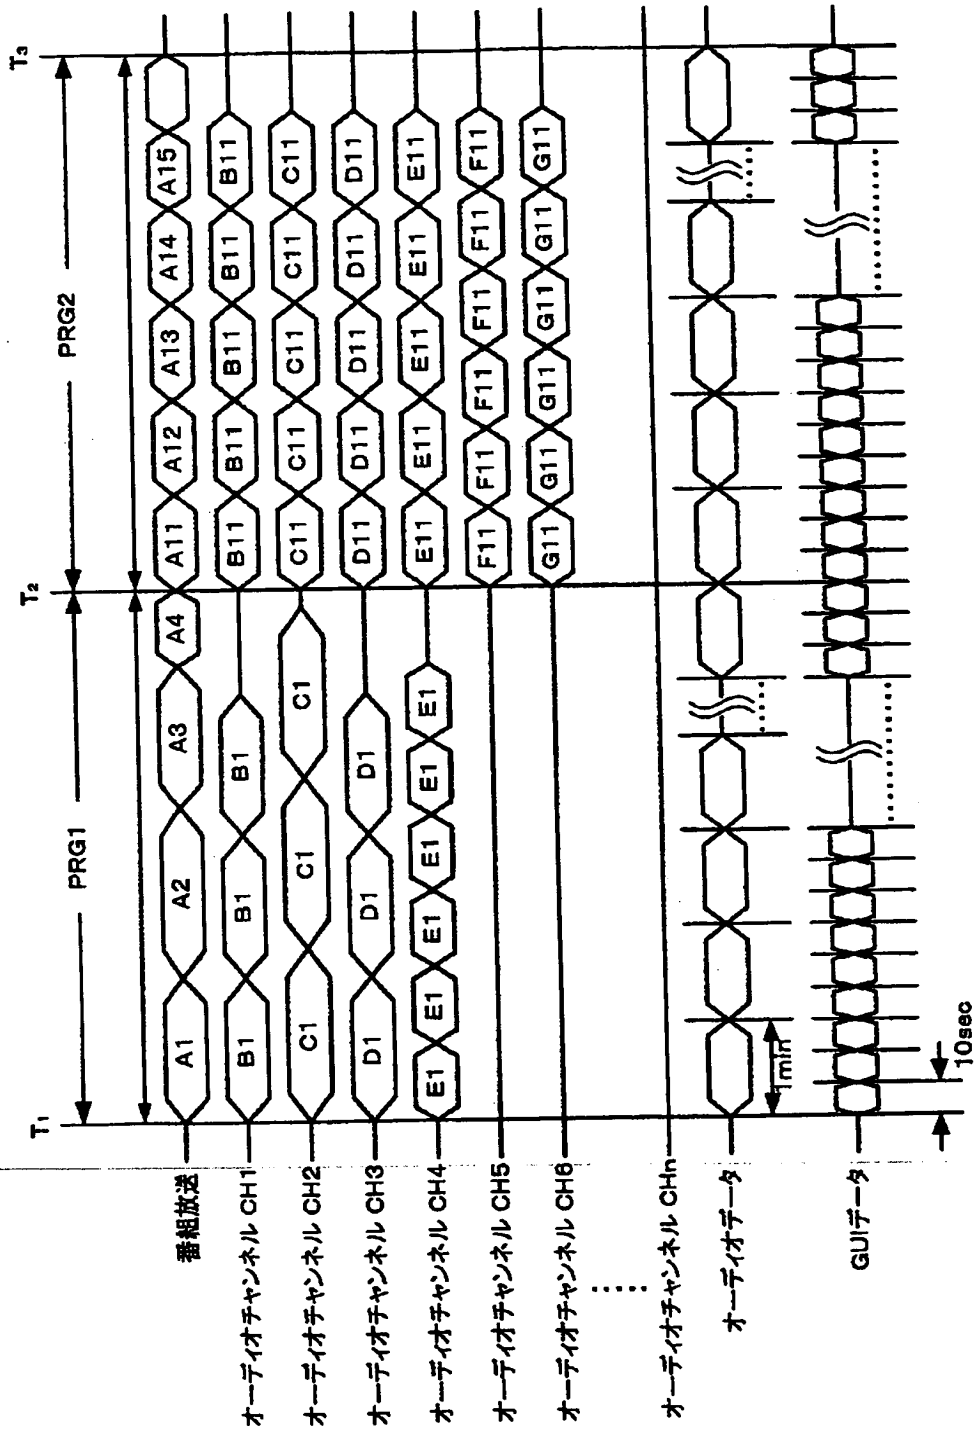 T1 T2 T3
PRG1 PRG2
番組放送 A1 A2 A3 A4 A11 A12 A13 A14 A15
オーディオチャンネル CH1 B1 B1 B1 B11 B11 B11 B11 B11
オーディオチャンネル CH2 C1 C1 C1 C11 C11 C11 C11 C11
オーディオチャンネル CH3 D1 D1 D1 D11 D11 D11 D11 D11
オーディオチャンネル CH4 E1 E1 E1 E1 E1 E1 E11 E11 E11 E11 E11
オーディオチャンネル CH5 F11 F11 F11 F11 F11 F11
オーディオチャンネル CH6 G11 G11 G11 G11 G11 G11
オーディオチャンネル CHn
オーディオデータ
1min
GUIデータ
10sec